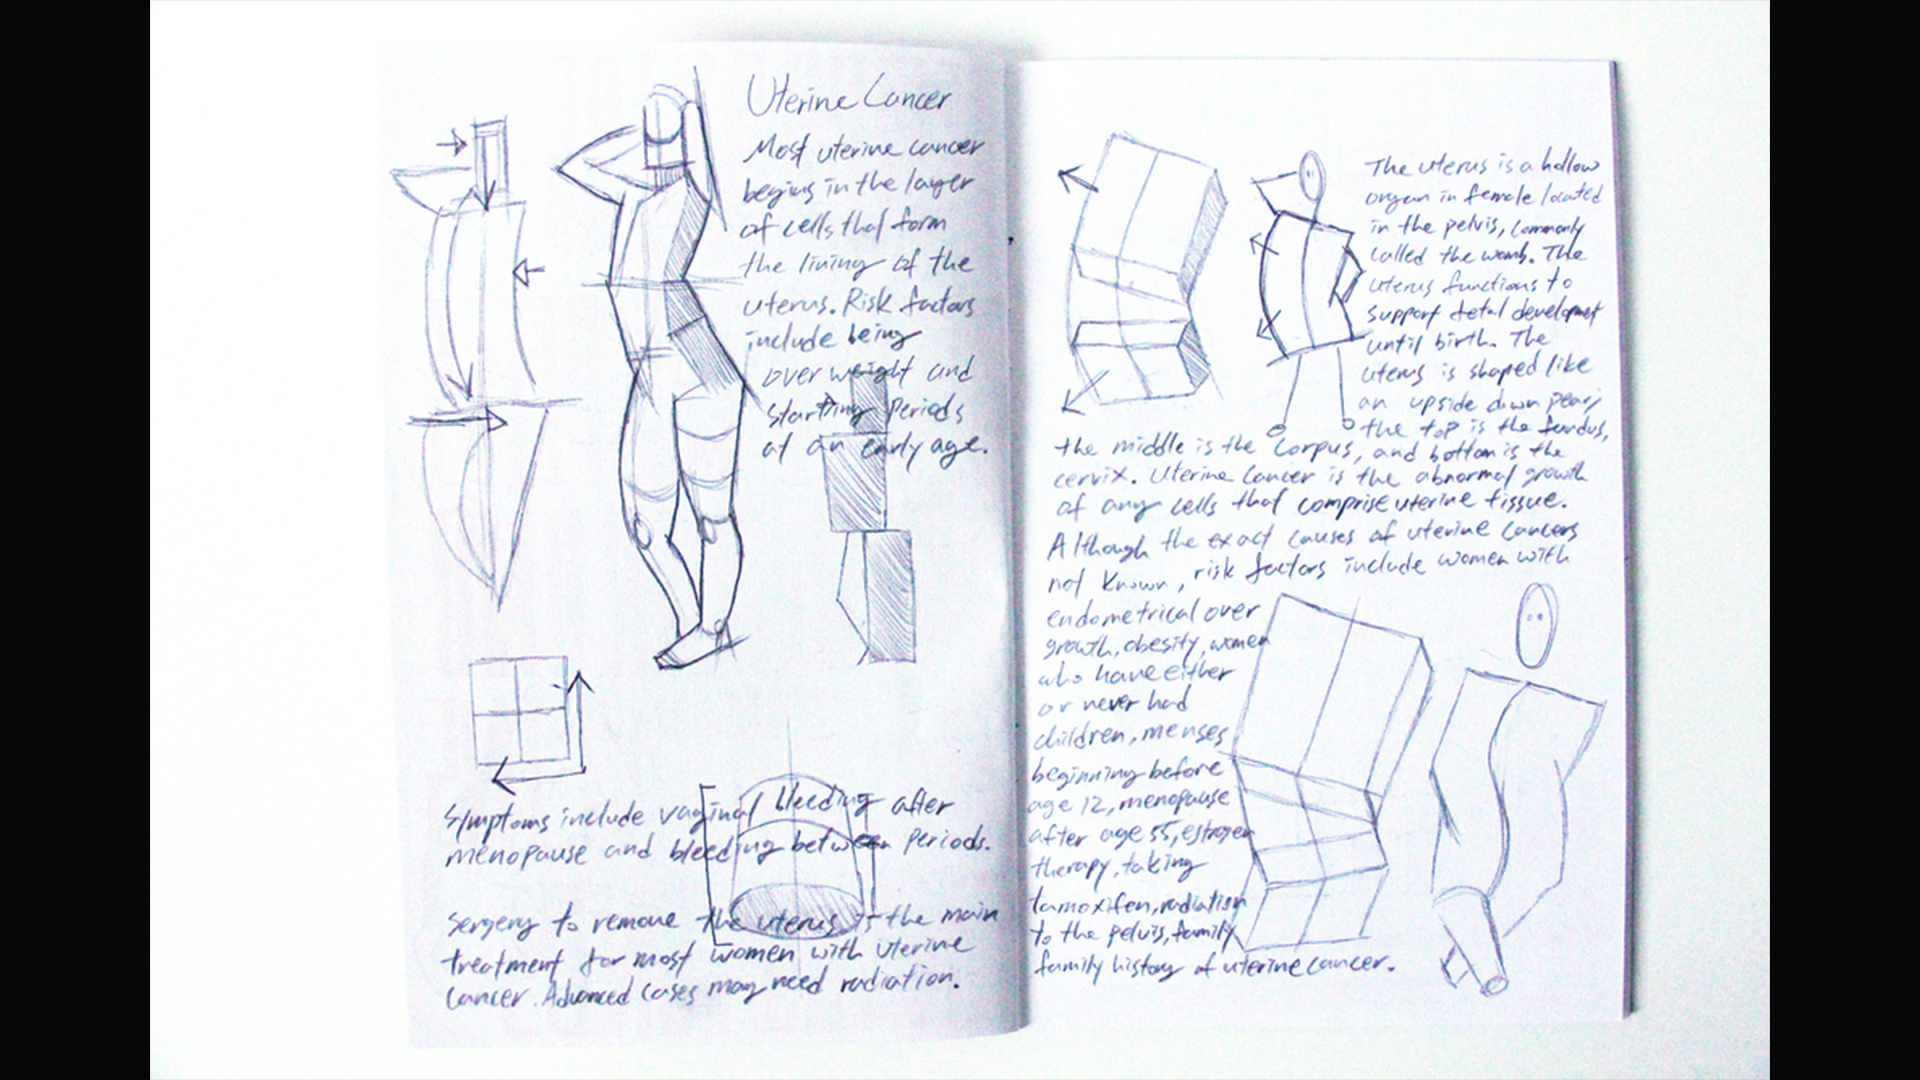 Uterine Cancer
Most uterine cancer
begins in the layer
of cells that form
the lining of the
uterus. Risk factors
include being
over weight and
starting periods
at an early age.
Symptoms include vaginal bleeding after
menopause and bleeding between periods.
Sergery to remove the uterus is the main
treatment for most women with uterine
cancer. Advanced cases may need radiation.
The uterus is a hollow
organ in female located
in the pelvis, commonly
called the womb. The
uterus functions to
support fetal development
until birth. The
uterus is shaped like
an upside down pear;
the top is the fundus,
the middle is the corpus, and bottom is the
cervix. Uterine cancer is the abnormal growth
of any cells that comprise uterine tissue.
Although the exact causes of uterine cancers
not known, risk factors include women with
endometrical over
growth, obesity, women
who have either
or never had
children, menses
beginning before
age 12, menopause
after age 55, estrogen
therapy, taking
tamoxifen, radiation
to the pelvis, family
family history of uterine cancer.